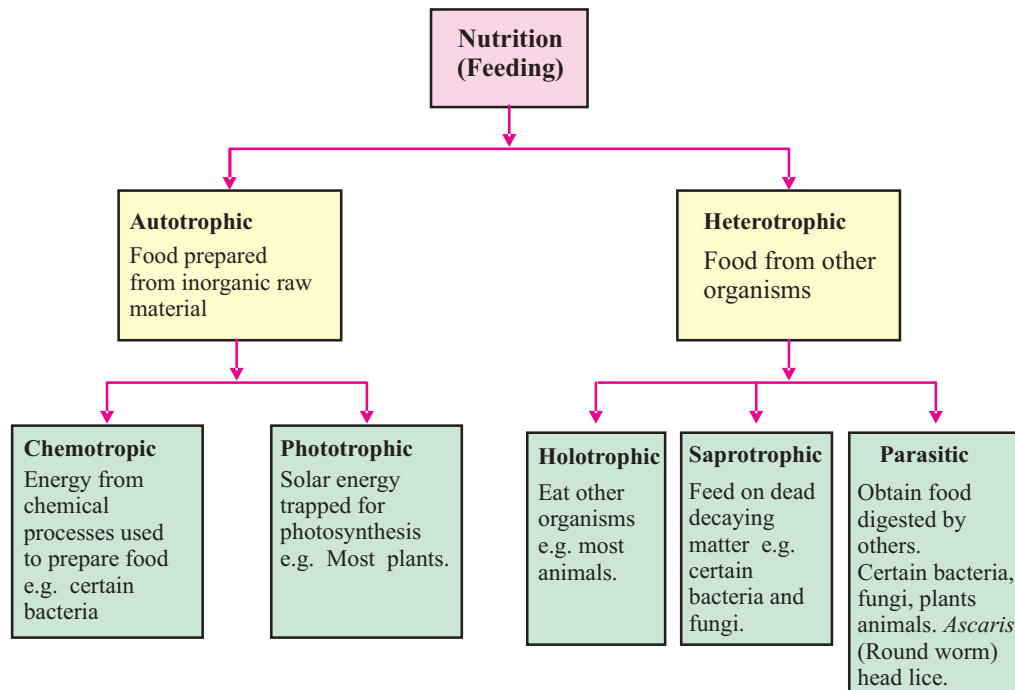 Nutrition
(Feeding)
Autotrophic
Food prepared
from inorganic raw
material
Heterotrophic
Food from other
organisms
Chemotropic
Energy from
chemical
processes used
to prepare food
e.g. certain
bacteria
Phototrophic
Solar energy
trapped for
photosynthesis
e.g. Most plants.
Holotrophic
Eat other
organisms
e.g. most
animals.
Saprotrophic
Feed on dead
decaying
matter e.g.
certain
bacteria and
fungi.
Parasitic
Obtain food
digested by
others.
Certain bacteria,
fungi, plants
animals. Ascaris
(Round worm)
head lice.